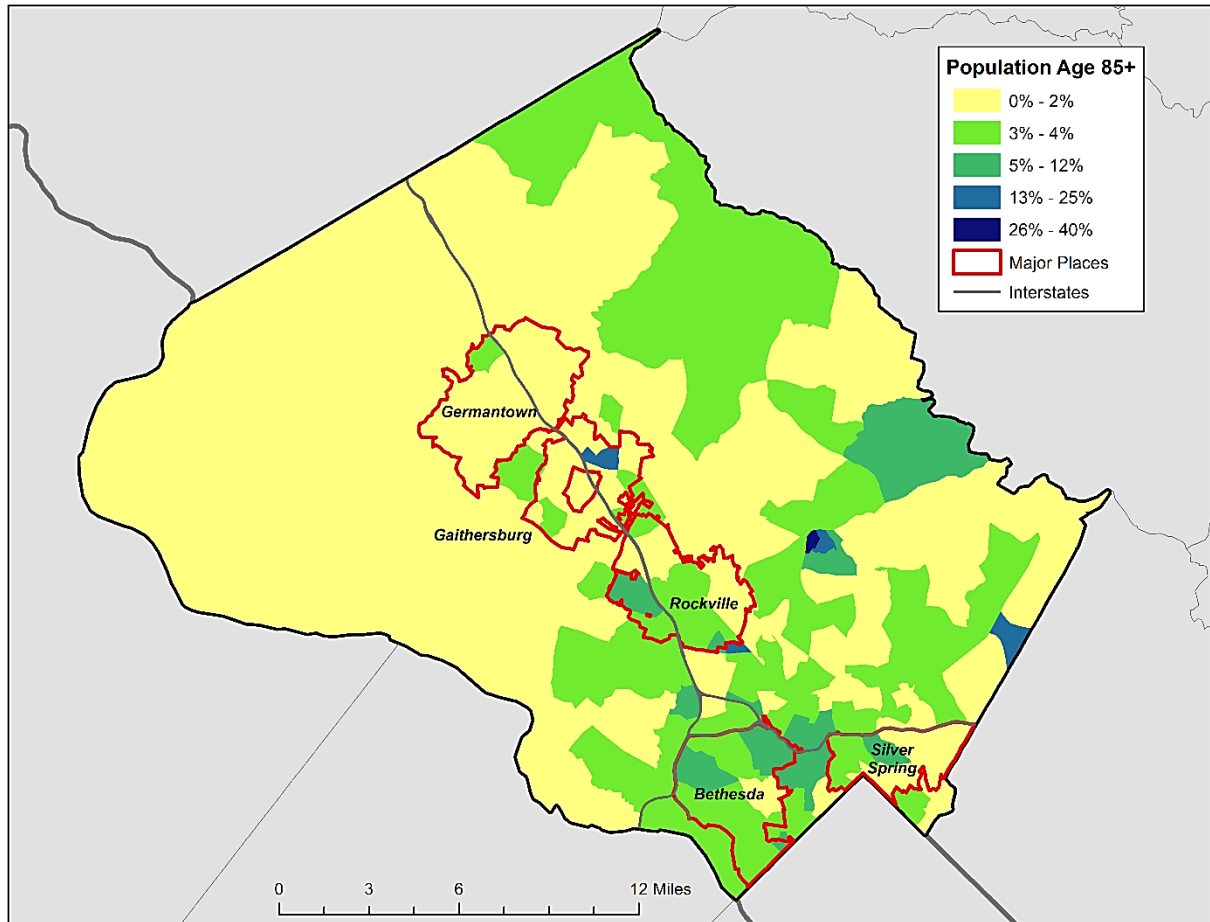 Population Age 85+
0% - 2%
3% - 4%
5% - 12%
13% - 25%
26% - 40%
Major Places
Interstates
Germantown
Gaithersburg
Rockville
Silver
Spring
Bethesda
0 3 6 12 Miles